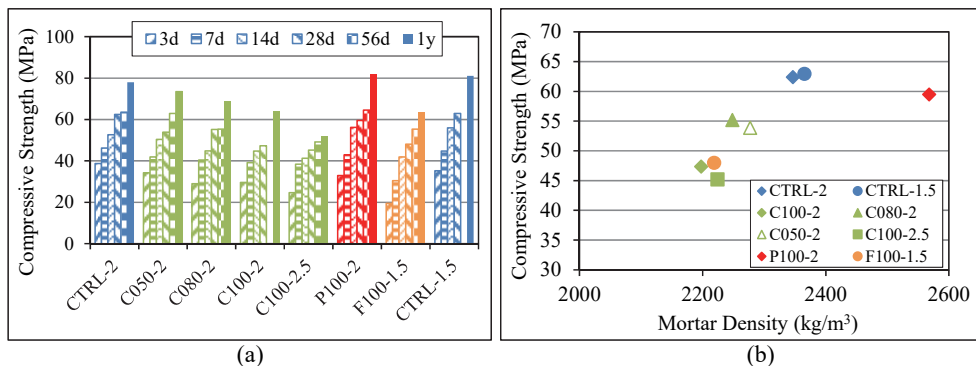 Compressive Strength (MPa)
100
80
60
40
20
0
3d 7d 14d 28d 56d 1y
CTRL-2
C050-2
C080-2
C100-2
C100-2.5
P100-2
F100-1.5
CTRL-1.5
(a)
Compressive Strength (MPa)
70
65
60
55
50
45
40
35
30
CTRL-2 CTRL-1.5
C100-2 C080-2
C050-2 C100-2.5
P100-2 F100-1.5
2000 2200 2400 2600
Mortar Density (kg/m³)
(b)